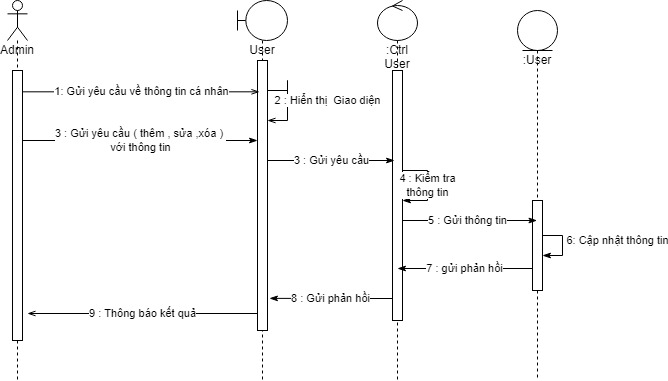 Admin
User
:Ctrl
User
:User
1: Gửi yêu cầu về thông tin cá nhân
2 : Hiển thị Giao diện
3 : Gửi yêu cầu ( thêm , sửa ,xóa )
với thông tin
3 : Gửi yêu cầu
4 : Kiểm tra
thông tin
5 : Gửi thông tin
6: Cập nhật thông tin
7 : gửi phản hồi
8 : Gửi phản hồi
9 : Thông báo kết quả